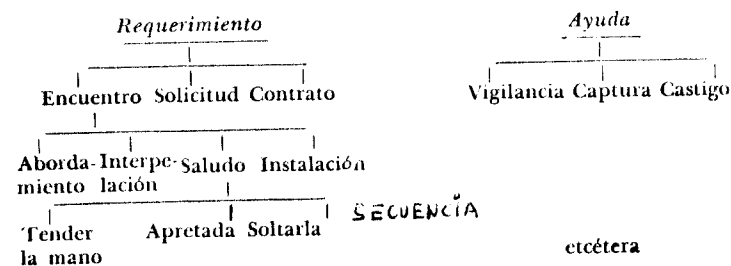 Requerimiento Ayuda
Encuentro Solicitud Contrato Vigilancia Captura Castigo
Aborda- Interpe- Saludo Instalación
miento lación
Tender Apretada Soltarla SECUENCÍA
la mano
etcétera